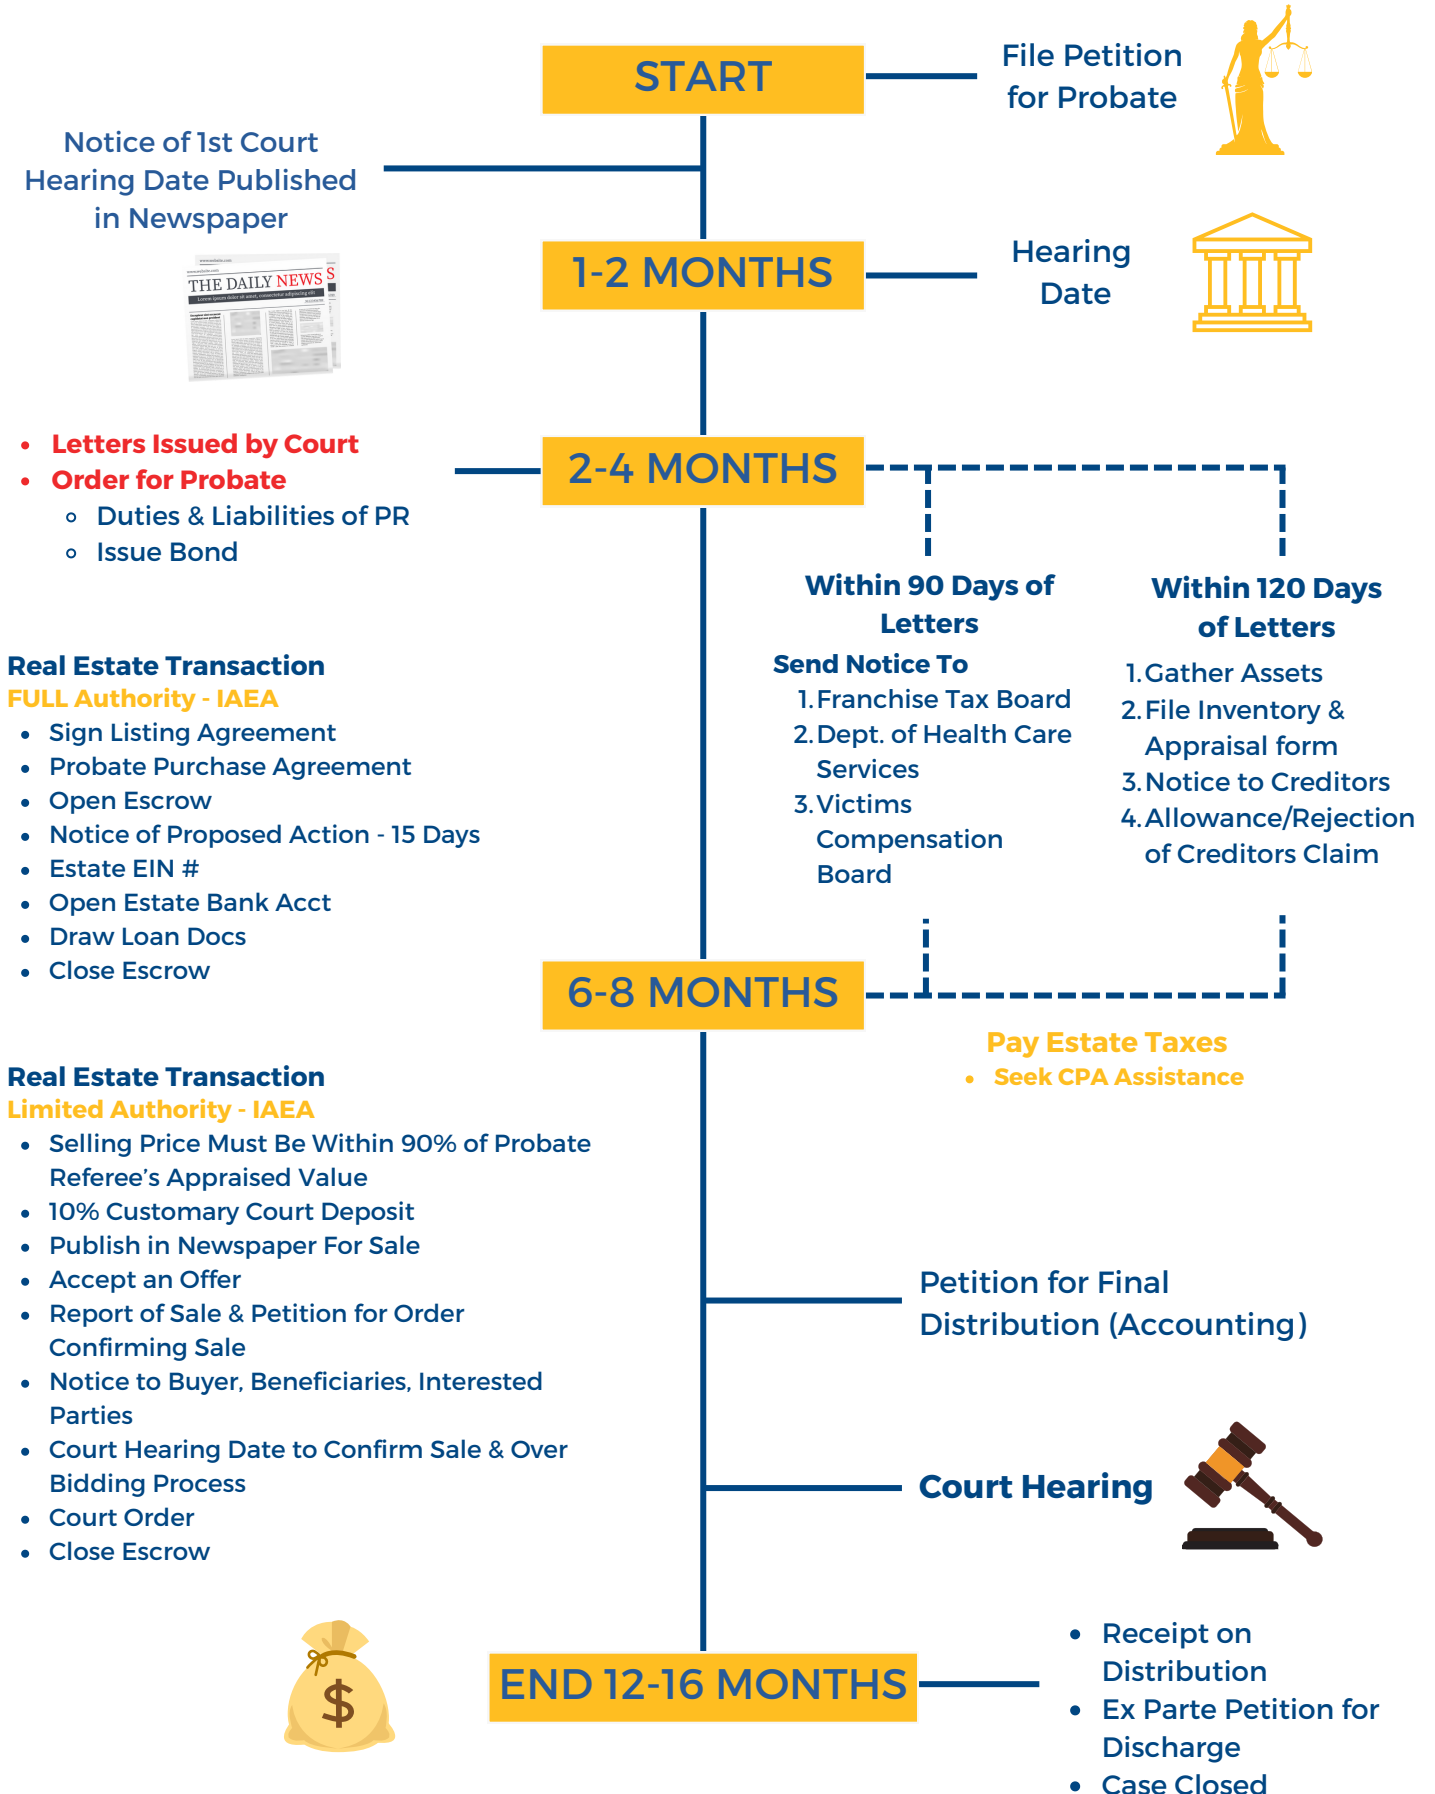 START
File Petition
for Probate
Notice of 1st Court
Hearing Date Published
in Newspaper
THE DAILY NEWS
S
Lorem ipsum dolor sit amet, consectetur adipiscing elit
1-2 MONTHS
Hearing
Date
2-4 MONTHS
• Letters Issued by Court
• Order for Probate
◦ Duties & Liabilities of PR
◦ Issue Bond
Within 90 Days of
Letters
Send Notice To
1. Franchise Tax Board
2. Dept. of Health Care
Services
3. Victims
Compensation
Board
Within 120 Days
of Letters
1. Gather Assets
2. File Inventory &
Appraisal form
3. Notice to Creditors
4. Allowance/Rejection
of Creditors Claim
Real Estate Transaction
FULL Authority - IAEA
• Sign Listing Agreement
• Probate Purchase Agreement
• Open Escrow
• Notice of Proposed Action - 15 Days
• Estate EIN #
• Open Estate Bank Acct
• Draw Loan Docs
• Close Escrow
6-8 MONTHS
Pay Estate Taxes
• Seek CPA Assistance
Real Estate Transaction
Limited Authority - IAEA
• Selling Price Must Be Within 90% of Probate
Referee’s Appraised Value
• 10% Customary Court Deposit
• Publish in Newspaper For Sale
• Accept an Offer
• Report of Sale & Petition for Order
Confirming Sale
• Notice to Buyer, Beneficiaries, Interested
Parties
• Court Hearing Date to Confirm Sale & Over
Bidding Process
• Court Order
• Close Escrow
Petition for Final
Distribution (Accounting)
Court Hearing
$
END 12-16 MONTHS
• Receipt on
Distribution
• Ex Parte Petition for
Discharge
• Case Closed